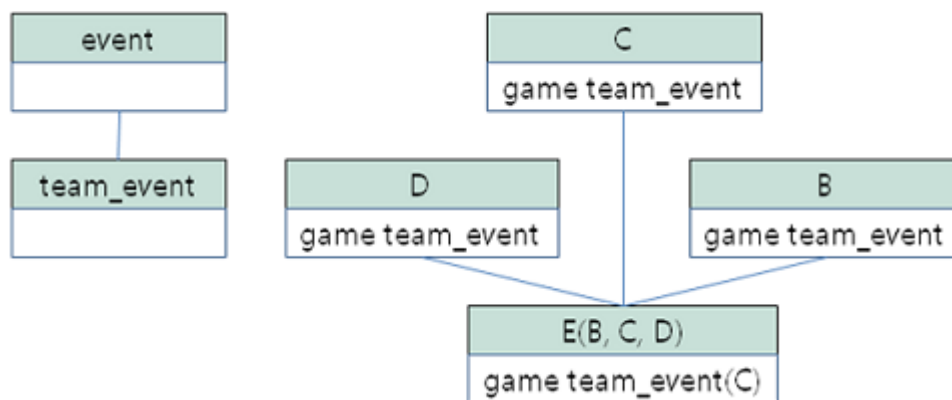 event
team_event
C
game team_event
D
game team_event
B
game team_event
E(B, C, D)
game team_event(C)